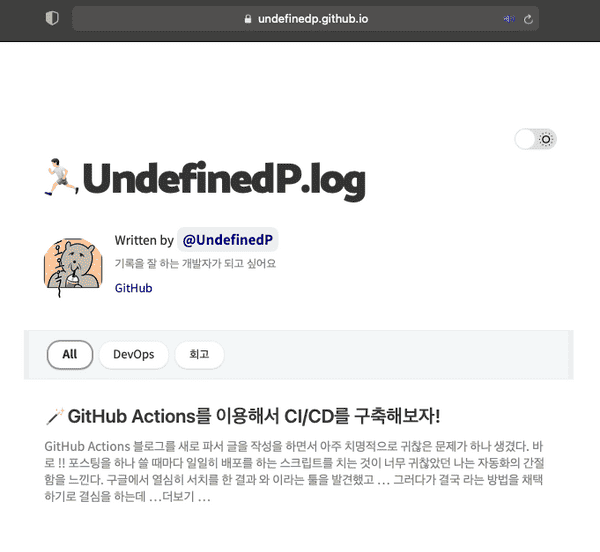 undefinedp.github.io
UndefinedP.log
Written by @UndefinedP
기록을 잘 하는 개발자가 되고 싶어요
GitHub
All DevOps 회고
GitHub Actions를 이용해서 CI/CD를 구축해보자!
GitHub Actions 블로그를 새로 파서 글을 작성을 하면서 아주 치명적으로 귀찮은 문제가 하나 생겼다. 바
로 !! 포스팅을 하나 쓸 때마다 일일히 배포를 하는 스크립트를 치는 것이 너무 귀찮았던 나는 자동화의 간절
함을 느낀다. 구글에서 열심히 서치를 한 결과 와 이라는 툴을 발견했고 ... 그러다가 결국 라는 방법을 채택
하기로 결심을 하는데 ...더보기 ...